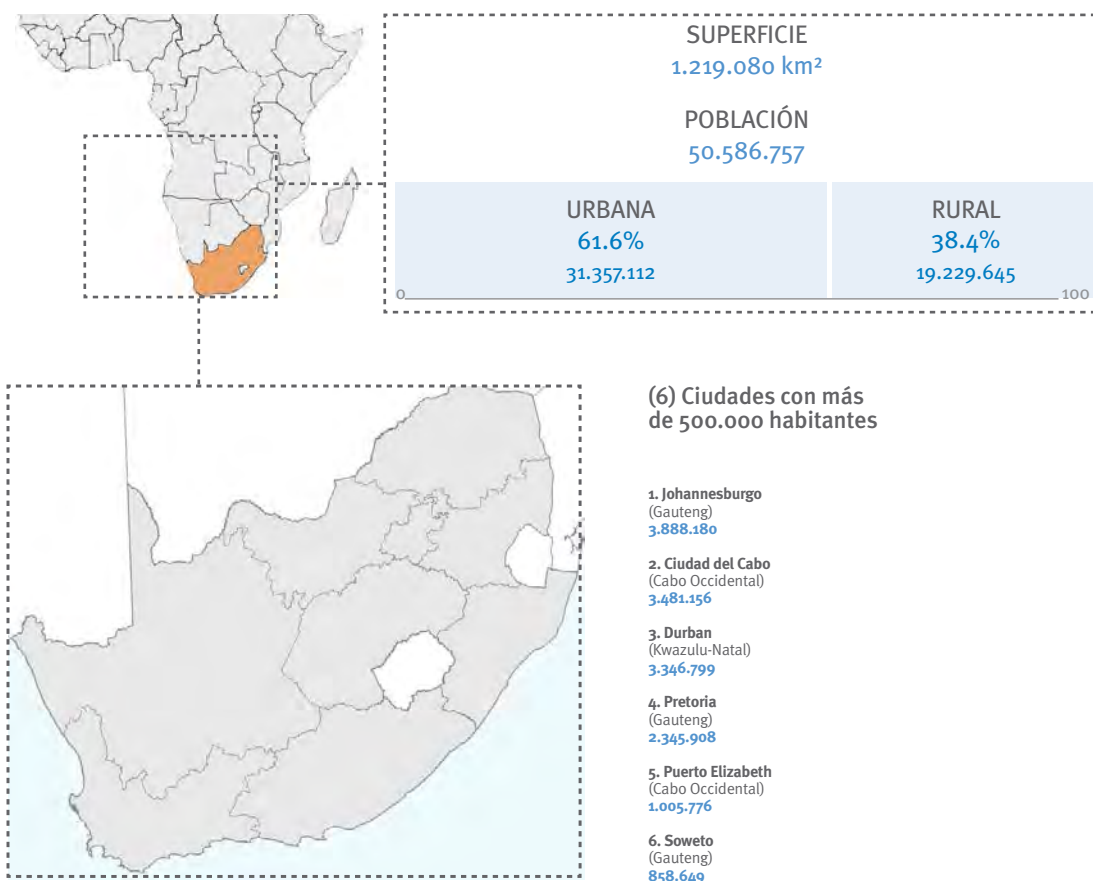 SUPERFICIE
1.219.080 km²
POBLACIÓN
50.586.757
URBANA
61.6%
31.357.112
RURAL
38.4%
19.229.645
0
100
(6) Ciudades con más
de 500.000 habitantes
1. Johannesburgo
(Gauteng)
3.888.180
2. Ciudad del Cabo
(Cabo Occidental)
3.481.156
3. Durban
(Kwazulu-Natal)
3.346.799
4. Pretoria
(Gauteng)
2.345.908
5. Puerto Elizabeth
(Cabo Occidental)
1.005.776
6. Soweto
(Gauteng)
858.649